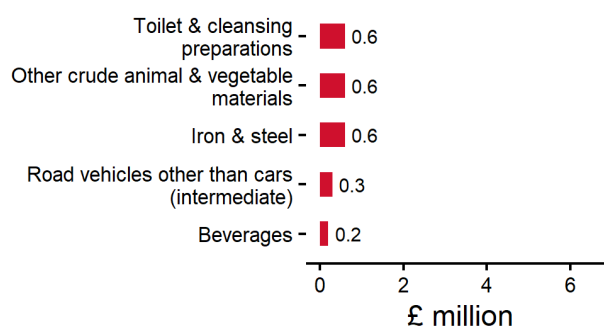 Toilet & cleansing
preparations
0.6
Other crude animal & vegetable
materials
0.6
Iron & steel
0.6
Road vehicles other than cars
(intermediate)
0.3
Beverages
0.2
0 2 4 6
£ million